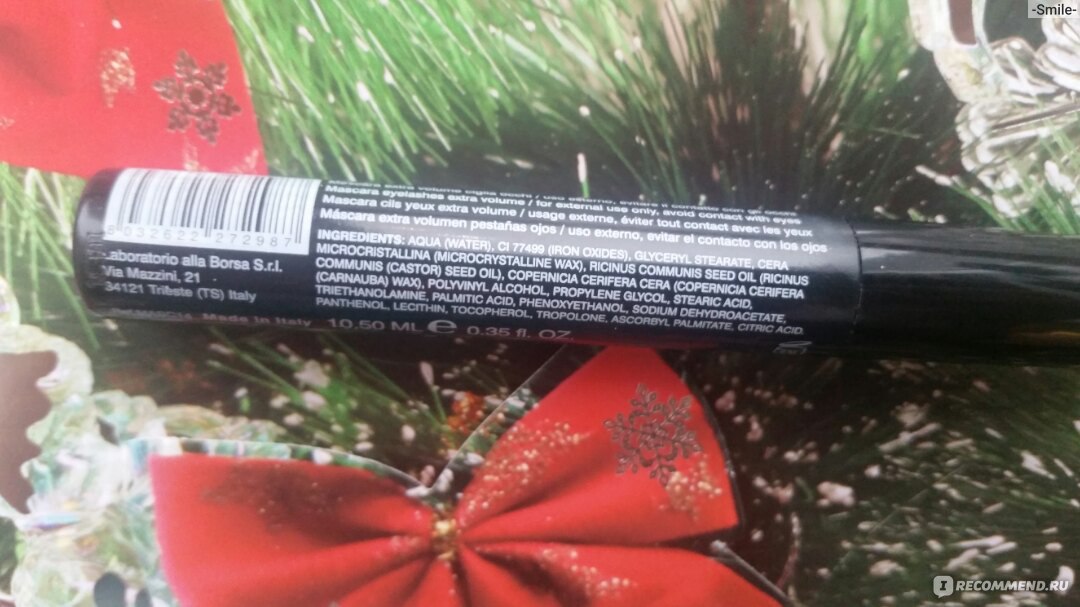 -Smile-
Mascara extra volume ciglia occhi / uso esterno, evitare il contatto con gli occhi
Mascara eyelashes extra volume / for external use only, avoid contact with eyes
Mascara cils yeux extra volume / usage externe, éviter tout contact avec les yeux
Máscara extra volumen pestañas ojos / uso externo, evitar el contacto con los ojos
INGREDIENTS: AQUA (WATER), CI 77499 (IRON OXIDES), GLYCERYL STEARATE, CERA
MICROCRISTALLINA (MICROCRYSTALLINE WAX), RICINUS COMMUNIS SEED OIL (RICINUS
COMMUNIS (CASTOR) SEED OIL), COPERNICIA CERIFERA CERA (COPERNICIA CERIFERA
(CARNAUBA) WAX), POLYVINYL ALCOHOL, PROPYLENE GLYCOL, STEARIC ACID,
TRIETHANOLAMINE, PALMITIC ACID, PHENOXYETHANOL, SODIUM DEHYDROACETATE,
PANTHENOL, LECITHIN, TOCOPHEROL, TROPOLONE, ASCORBYL PALMITATE, CITRIC ACID.
10.50 ML e 0.35 fl. OZ.
8 032622 272987
Laboratorio alla Borsa S.r.l.
Via Mazzini, 21
34121 Trieste (TS) Italy
Made in Italy
IRECOMMEND.RU